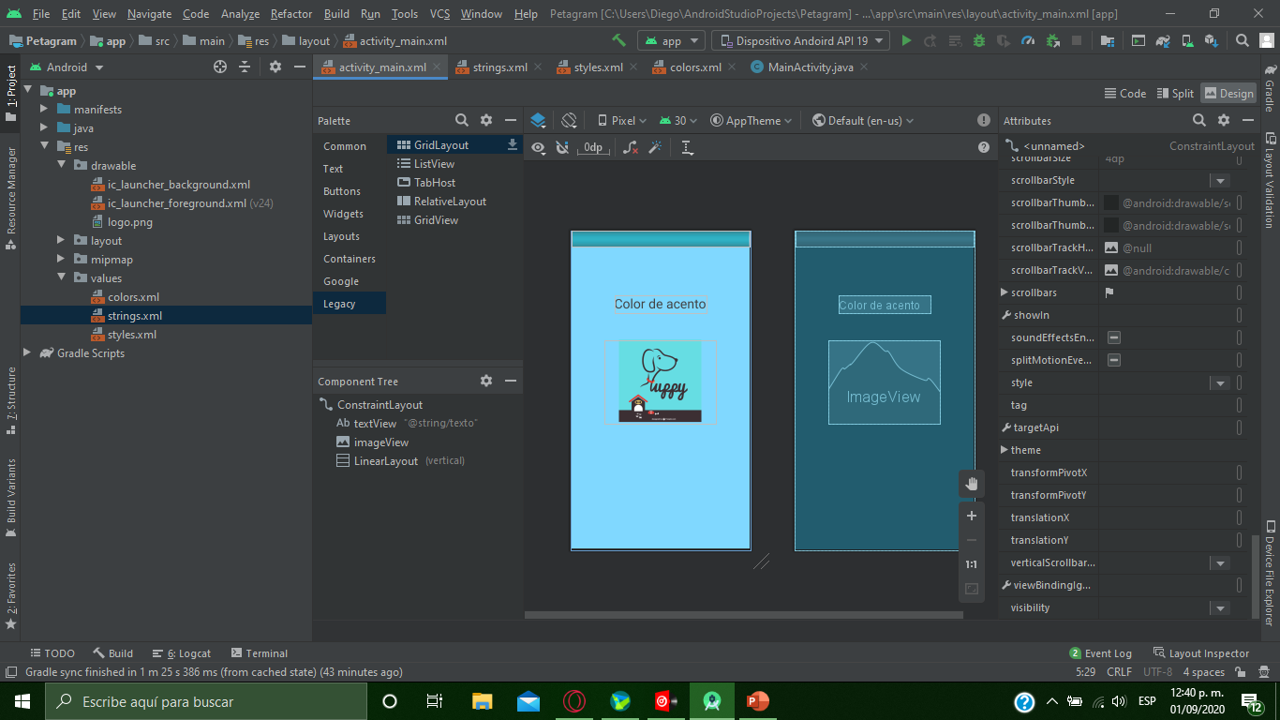 File Edit View Navigate Code Analyze Refactor Build Run Tools VCS Window Help Petagram [C:\Users\Diego\AndroidStudioProjects\Petagram] - ...\app\src\main\res\layout\activity_main.xml [app]
Petagram app src main res layout activity_main.xml app Dispositivo Andoird API 19
1: Project
Resource Manager
7: Structure
Build Variants
2: Favorites
Android
app
manifests
java
res
drawable
ic_launcher_background.xml
ic_launcher_foreground.xml (v24)
logo.png
layout
mipmap
values
colors.xml
strings.xml
styles.xml
Gradle Scripts
activity_main.xml strings.xml styles.xml colors.xml MainActivity.java
Code Split Design
Palette
Common
Text
Buttons
Widgets
Layouts
Containers
Google
Legacy
GridLayout
ListView
TabHost
RelativeLayout
GridView
Component Tree
ConstraintLayout
textView "@string/texto"
imageView
LinearLayout (vertical)
Pixel 30 AppTheme Default (en-us)
0dp
Color de acento
uppy
Color de acento
ImageView
1:1
Attributes
<unnamed> ConstraintLayout
scrollbarSize 4dp
scrollbarStyle
scrollbarThumb... @android:drawable/sc
scrollbarThumb... @android:drawable/sc
scrollbarTrackH... @null
scrollbarTrackV... @android:drawable/c
scrollbars
showIn
soundEffectsEn...
splitMotionEve...
style
tag
targetApi
theme
transformPivotX
transformPivotY
translationX
translationY
verticalScrollbar...
viewBindingIg...
visibility
Gradle
Layout Validation
Device File Explorer
TODO Build 6: Logcat Terminal 2 Event Log Layout Inspector
Gradle sync finished in 1 m 25 s 386 ms (from cached state) (43 minutes ago) 5:29 CRLF UTF-8 4 spaces
Escribe aquí para buscar
ESP
12:40 p. m.
01/09/2020
12